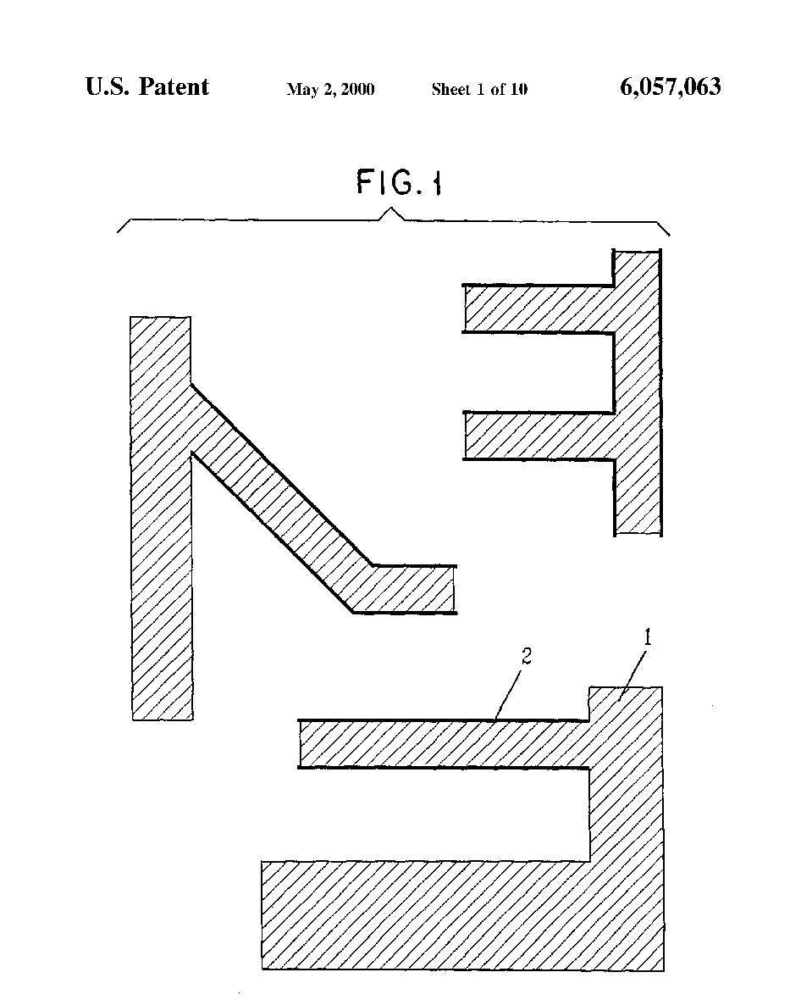 U.S. Patent May 2, 2000 Sheet 1 of 10 6,057,063
FIG. 1
1
2